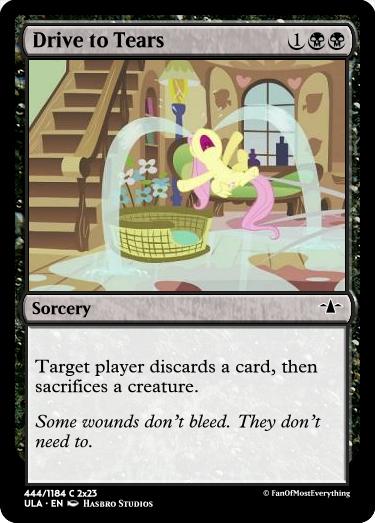 Drive to Tears 1
Sorcery
Target player discards a card, then
sacrifices a creature.
Some wounds don't bleed. They don't
need to.
444/1184 C 2x23
ULA • EN HASBRO STUDIOS
© FanOfMostEverything